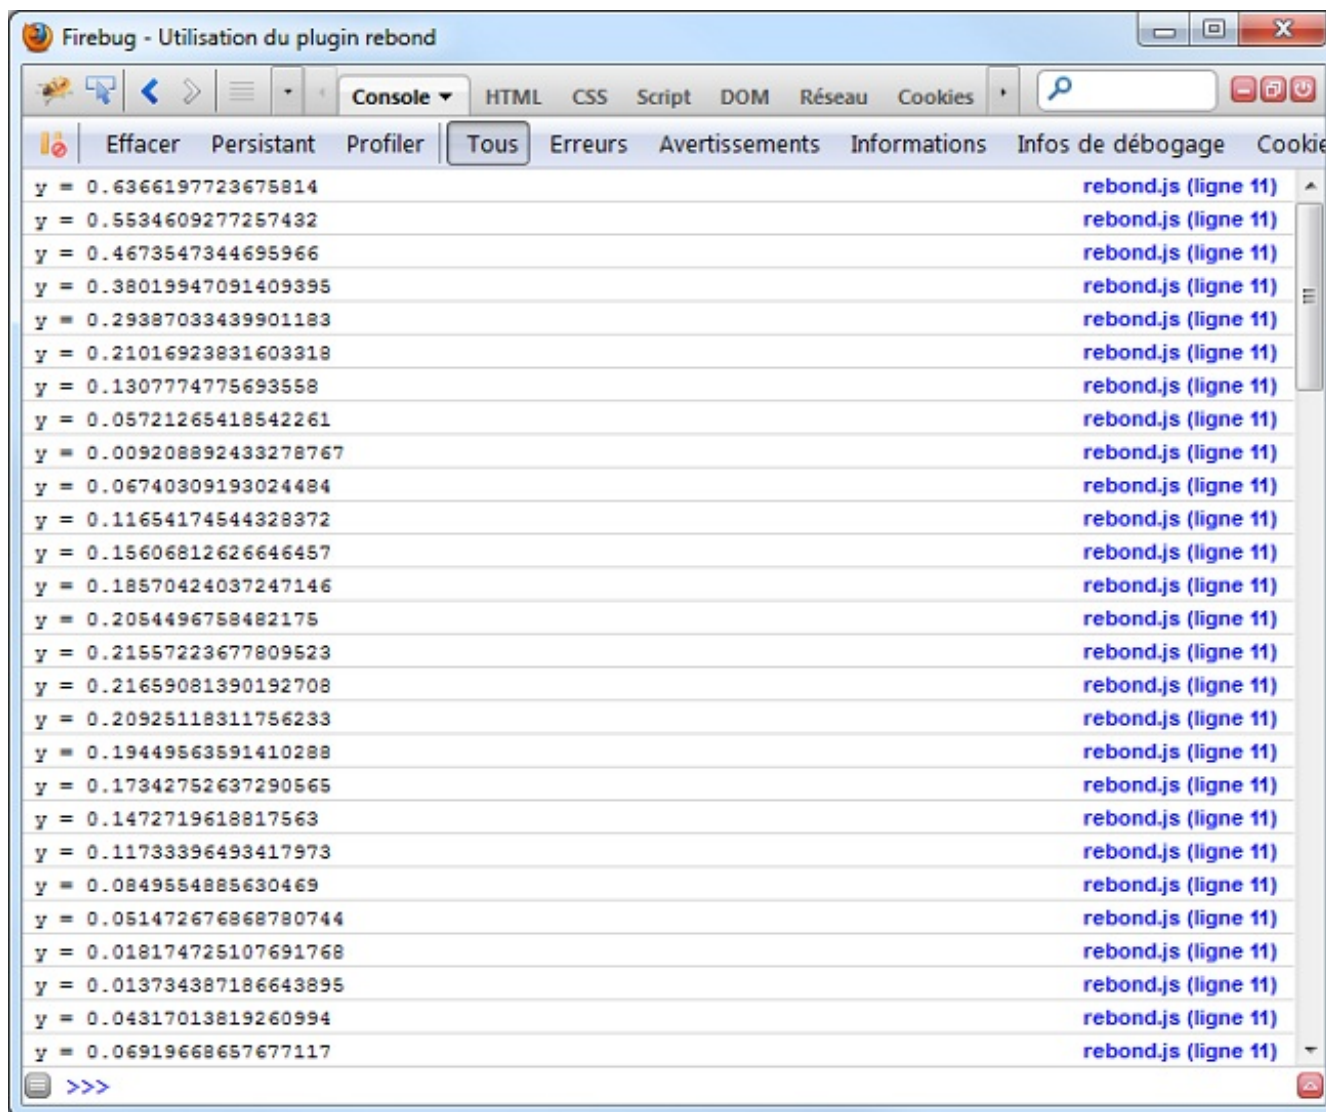 Firebug - Utilisation du plugin rebond
Console HTML CSS Script DOM Réseau Cookies
Effacer Persistant Profiler Tous Erreurs Avertissements Informations Infos de débogage Cookie
y = 0.6366197723675814 rebond.js (ligne 11)
y = 0.5534609277257432 rebond.js (ligne 11)
y = 0.4673547344695966 rebond.js (ligne 11)
y = 0.38019947091409395 rebond.js (ligne 11)
y = 0.29387033439901183 rebond.js (ligne 11)
y = 0.21016923831603318 rebond.js (ligne 11)
y = 0.1307774775693558 rebond.js (ligne 11)
y = 0.05721265418542261 rebond.js (ligne 11)
y = 0.009208892433278767 rebond.js (ligne 11)
y = 0.06740309193024484 rebond.js (ligne 11)
y = 0.11654174544328372 rebond.js (ligne 11)
y = 0.15606812626646457 rebond.js (ligne 11)
y = 0.18570424037247146 rebond.js (ligne 11)
y = 0.2054496758482175 rebond.js (ligne 11)
y = 0.21557223677809523 rebond.js (ligne 11)
y = 0.21659081390192708 rebond.js (ligne 11)
y = 0.20925118311756233 rebond.js (ligne 11)
y = 0.19449563591410288 rebond.js (ligne 11)
y = 0.17342752637290565 rebond.js (ligne 11)
y = 0.1472719618817563 rebond.js (ligne 11)
y = 0.11733396493417973 rebond.js (ligne 11)
y = 0.0849554885630469 rebond.js (ligne 11)
y = 0.051472676868780744 rebond.js (ligne 11)
y = 0.018174725107691768 rebond.js (ligne 11)
y = 0.013734387186643895 rebond.js (ligne 11)
y = 0.04317013819260994 rebond.js (ligne 11)
y = 0.06919668657677117 rebond.js (ligne 11)
>>>